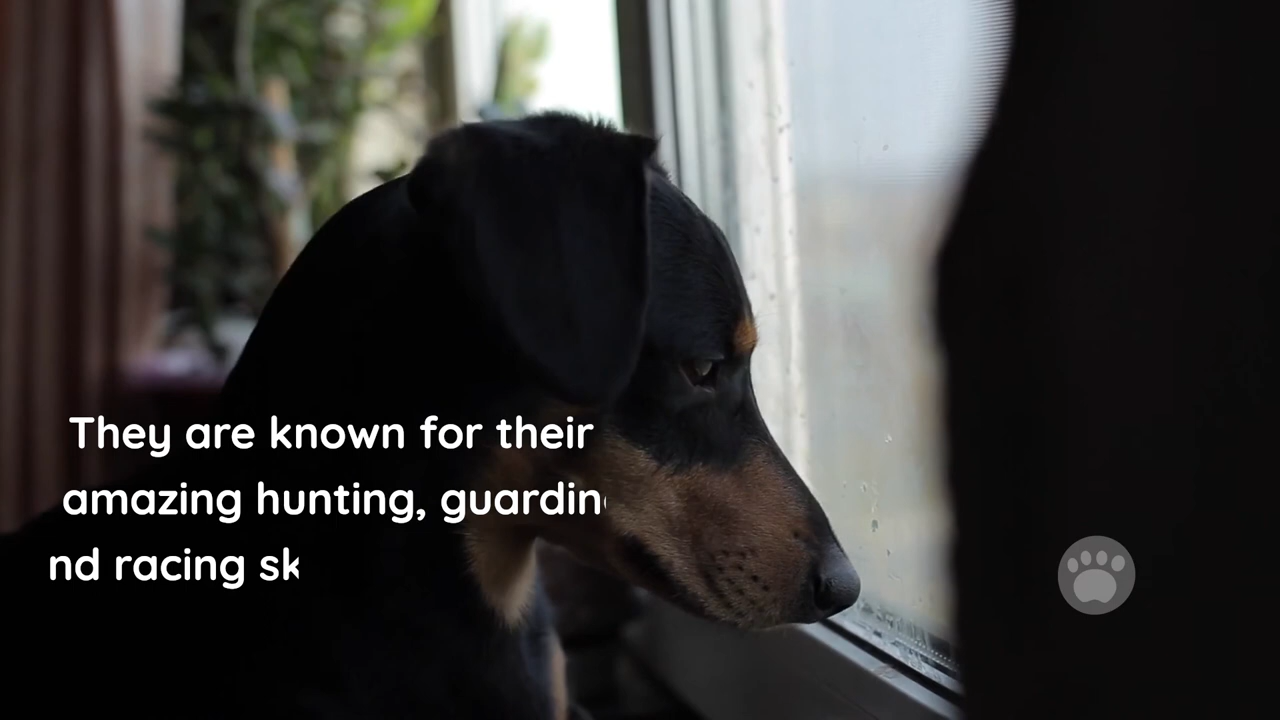 They are known for their
amazing hunting, guardin
nd racing sk